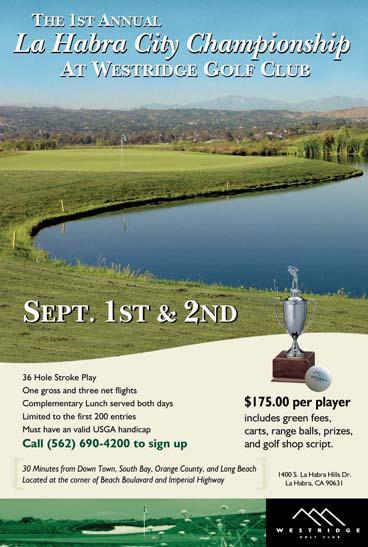 The 1st Annual
La Habra City Championship
At Westridge Golf Club
Sept. 1st & 2nd
36 Hole Stroke Play
One gross and three net flights
Complementary Lunch served both days
Limited to the first 200 entries
Must have an valid USGA handicap
Call (562) 690-4200 to sign up
$175.00 per player
includes green fees,
carts, range balls, prizes,
and golf shop script.
30 Minutes from Down Town, South Bay, Orange County, and Long Beach
Located at the corner of Beach Boulavard and Imperial Highway
1400 S. La Habra Hills Dr.
La Habra, CA 90631
WESTRIDGE
GOLF CLUB